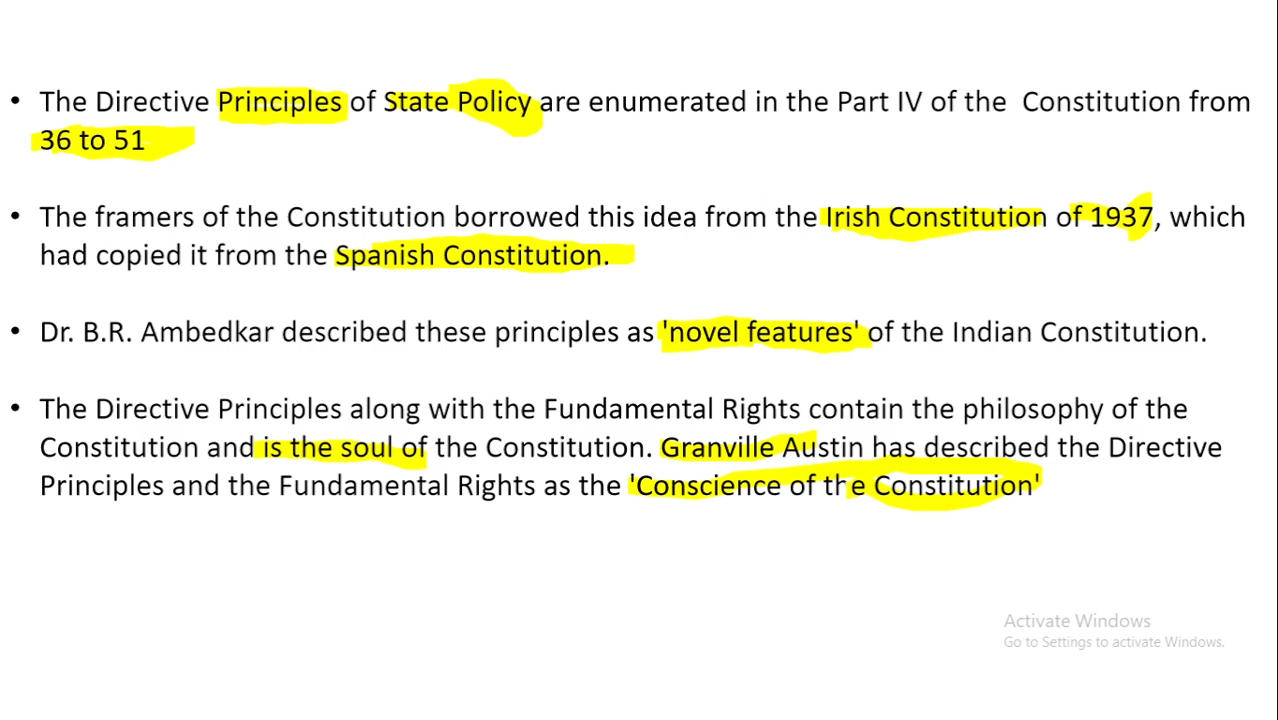 • The Directive Principles of State Policy are enumerated in the Part IV of the Constitution from
36 to 51
• The framers of the Constitution borrowed this idea from the Irish Constitution of 1937, which
had copied it from the Spanish Constitution.
• Dr. B.R. Ambedkar described these principles as 'novel features' of the Indian Constitution.
• The Directive Principles along with the Fundamental Rights contain the philosophy of the
Constitution and is the soul of the Constitution. Granville Austin has described the Directive
Principles and the Fundamental Rights as the 'Conscience of the Constitution'
Activate Windows
Go to Settings to activate Windows.